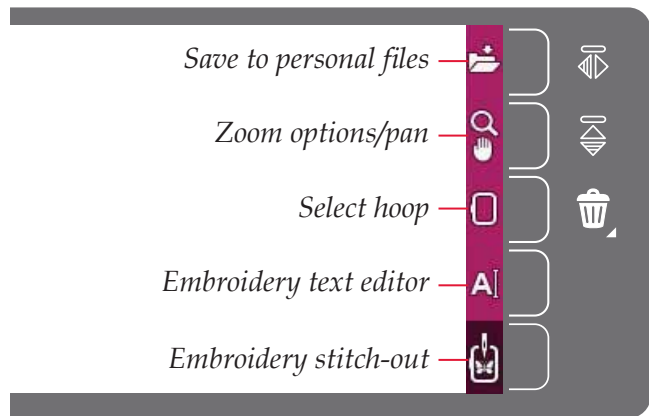 Save to personal files
Zoom options/pan
Select hoop
Embroidery text editor
A
Embroidery stitch-out